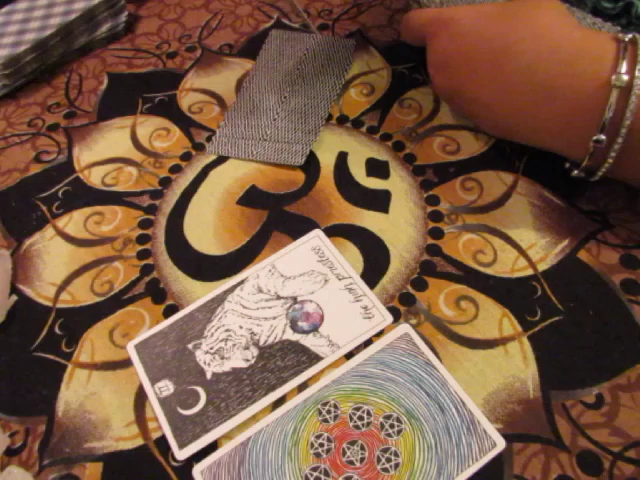 the high priestess
II
ॐ